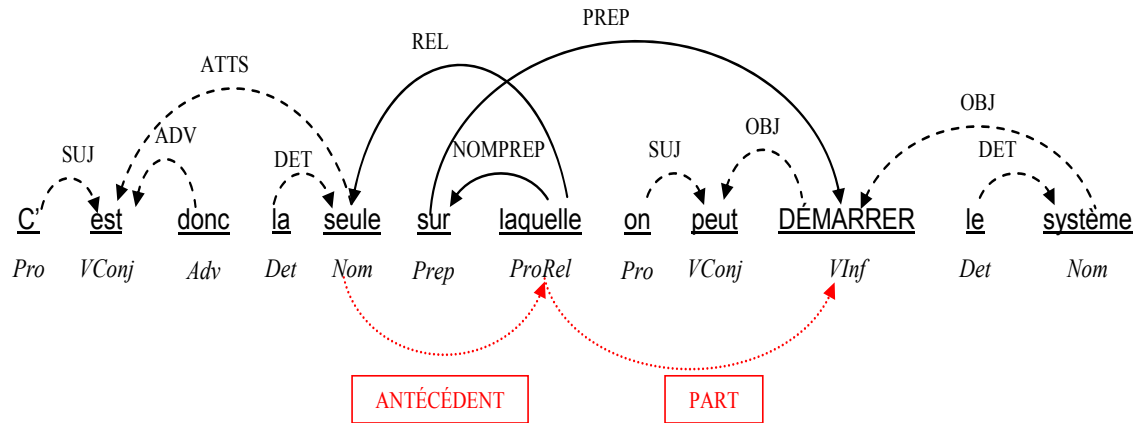 PREP
REL
ATTS
OBJ
ADV
OBJ
SUJ
DET
NOMPREP
SUJ
DET
C' est donc la seule sur laquelle on peut DÉMARRER le système
Pro VConj Adv Det Nom Prep ProRel Pro VConj VInf Det Nom
ANTÉCÉDENT PART